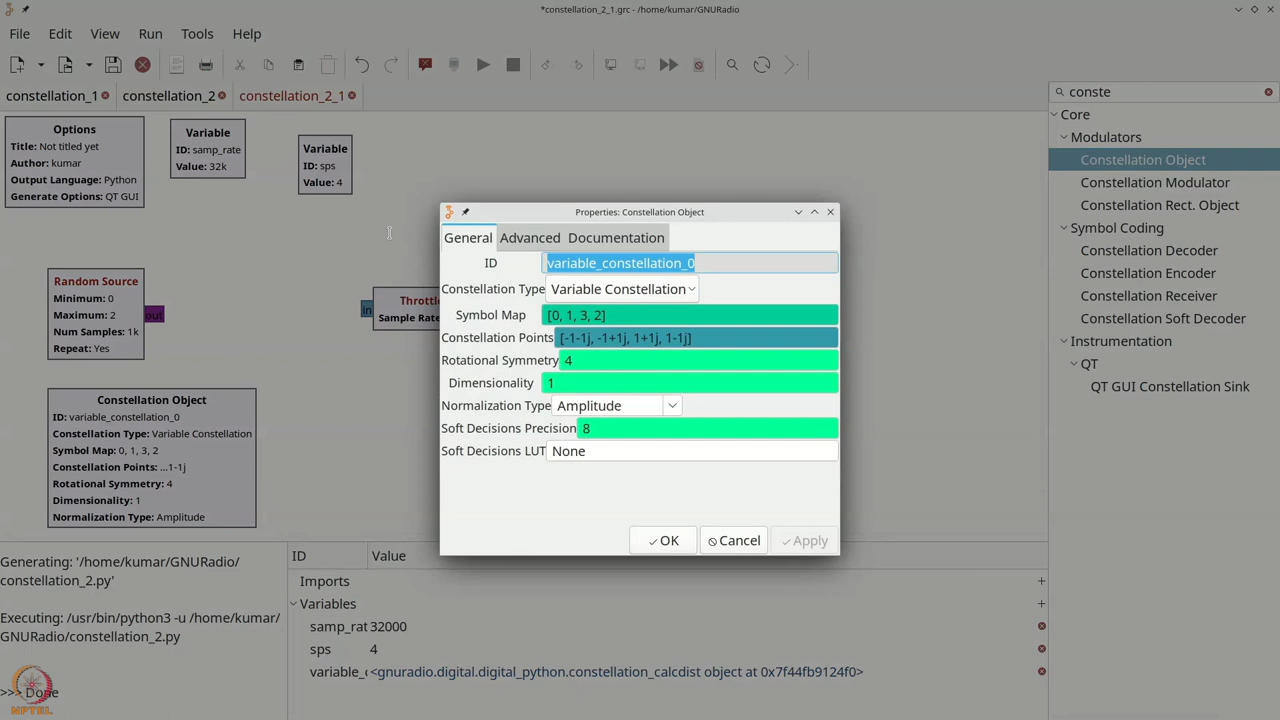 *constellation_2_1.grc - /home/kumar/GNURadio
File Edit View Run Tools Help
constellation_1 constellation_2 constellation_2_1
conste
Options
Title: Not titled yet
Author: kumar
Output Language: Python
Generate Options: QT GUI
Variable
ID: samp_rate
Value: 32k
Variable
ID: sps
Value: 4
Random Source
Minimum: 0
Maximum: 2
Num Samples: 1k
Repeat: Yes
out
in
Throttle
Sample Rate
Constellation Object
ID: variable_constellation_0
Constellation Type: Variable Constellation
Symbol Map: 0, 1, 3, 2
Constellation Points: ...1-1j
Rotational Symmetry: 4
Dimensionality: 1
Normalization Type: Amplitude
Properties: Constellation Object
General Advanced Documentation
ID variable_constellation_0
Constellation Type Variable Constellation
Symbol Map [0, 1, 3, 2]
Constellation Points [-1-1j, -1+1j, 1+1j, 1-1j]
Rotational Symmetry 4
Dimensionality 1
Normalization Type Amplitude
Soft Decisions Precision 8
Soft Decisions LUT None
OK Cancel Apply
Core
Modulators
Constellation Object
Constellation Modulator
Constellation Rect. Object
Symbol Coding
Constellation Decoder
Constellation Encoder
Constellation Receiver
Constellation Soft Decoder
Instrumentation
QT
QT GUI Constellation Sink
Generating: '/home/kumar/GNURadio/
constellation_2.py'
Executing: /usr/bin/python3 -u /home/kumar/
GNURadio/constellation_2.py
>>> Done
NPTEL
ID Value
Imports
Variables
samp_rat 32000
sps 4
variable_c <gnuradio.digital.digital_python.constellation_calcdist object at 0x7f44fb9124f0>